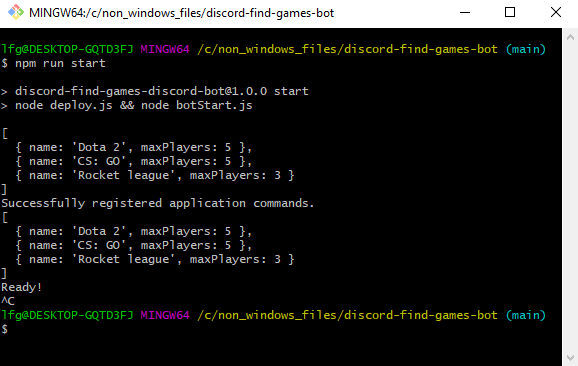 MINGW64:/c/non_windows_files/discord-find-games-bot
lfg@DESKTOP-GQTD3FJ MINGW64 /c/non_windows_files/discord-find-games-bot (main)
$ npm run start
> discord-find-games-discord-bot@1.0.0 start
> node deploy.js && node botStart.js
[
  { name: 'Dota 2', maxPlayers: 5 },
  { name: 'CS: GO', maxPlayers: 5 },
  { name: 'Rocket league', maxPlayers: 3 }
]
Successfully registered application commands.
[
  { name: 'Dota 2', maxPlayers: 5 },
  { name: 'CS: GO', maxPlayers: 5 },
  { name: 'Rocket league', maxPlayers: 3 }
]
Ready!
^C
lfg@DESKTOP-GQTD3FJ MINGW64 /c/non_windows_files/discord-find-games-bot (main)
$